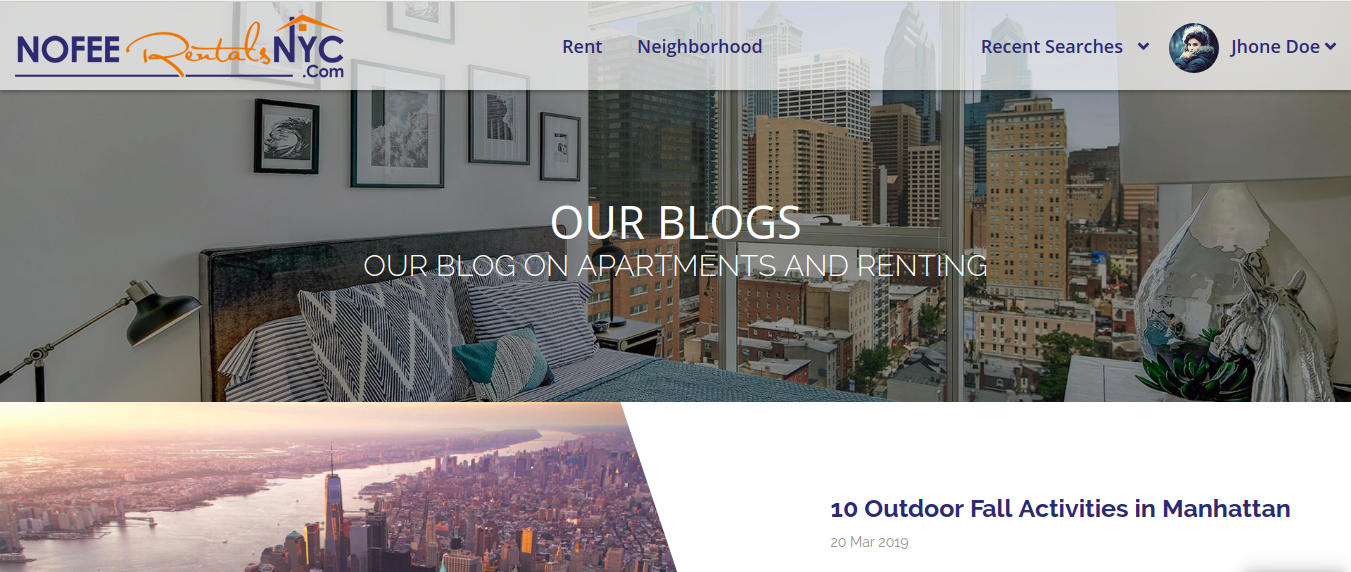 NOFEE Rentals NYC
.Com
Rent
Neighborhood
Recent Searches
Jhone Doe
OUR BLOGS
OUR BLOG ON APARTMENTS AND RENTING
10 Outdoor Fall Activities in Manhattan
20 Mar 2019